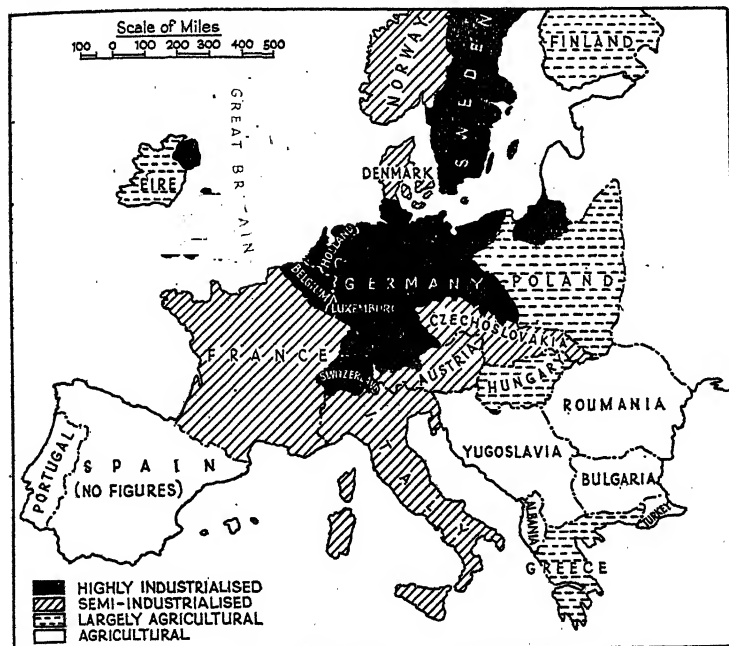 Scale of Miles
100 0 100 200 300 400 500
NORWAY
SWEDEN
FINLAND
GREAT BRITAIN
EIRE
DENMARK
HOLLAND
BELGIUM
GERMANY
LUXEMBURG
POLAND
CZECHOSLOVAKIA
FRANCE
AUSTRIA
HUNGARY
ROUMANIA
ITALY
YUGOSLAVIA
BULGARIA
PORTUGAL
SPAIN
(NO FIGURES)
ALBANIA
TURKEY
GREECE
HIGHLY INDUSTRIALISED
SEMI-INDUSTRIALISED
LARGELY AGRICULTURAL
AGRICULTURAL